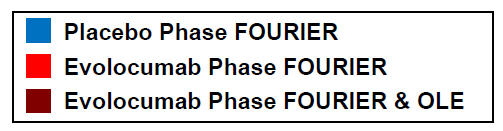 Placebo Phase FOURIER
Evolocumab Phase FOURIER
Evolocumab Phase FOURIER & OLE